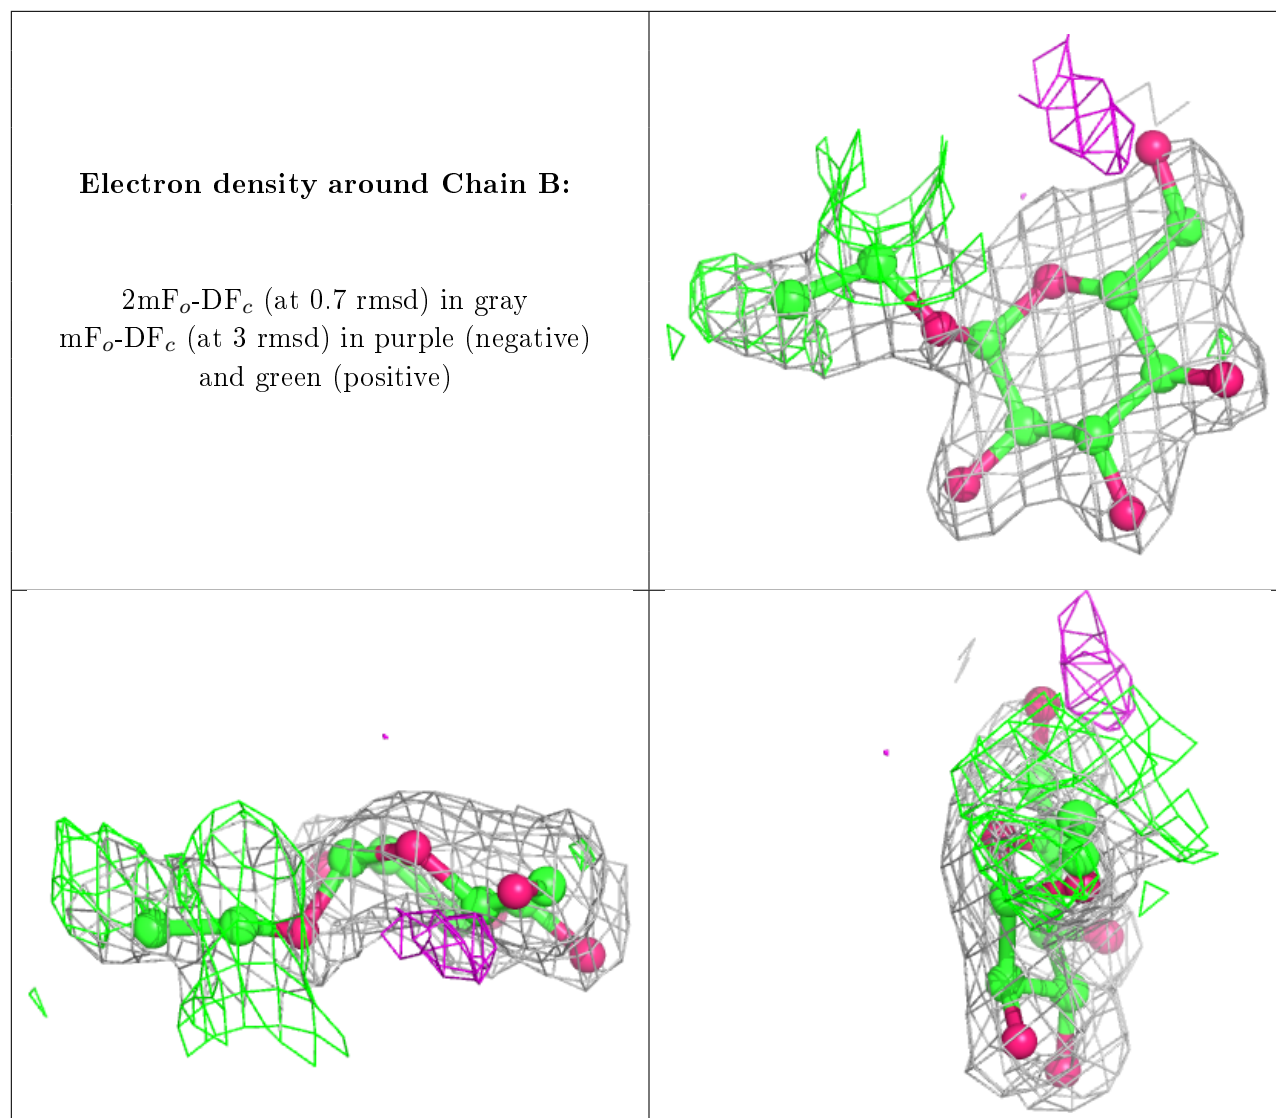 Electron density around Chain B:
2mFₒ-DF𝒸 (at 0.7 rmsd) in gray
mFₒ-DF𝒸 (at 3 rmsd) in purple (negative)
and green (positive)